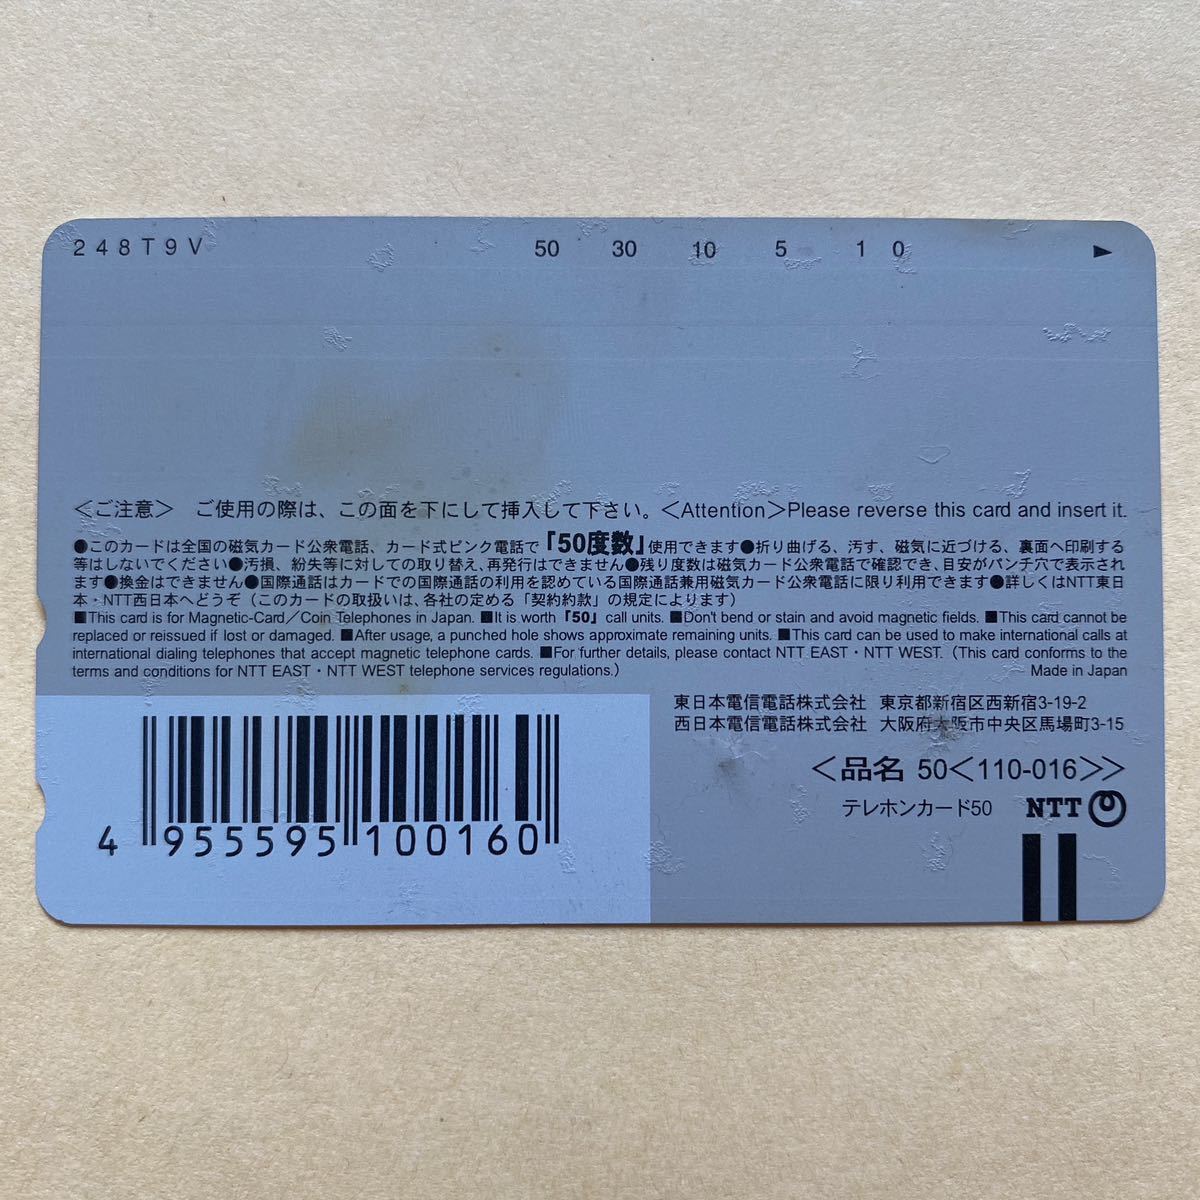 248T9V 50 30 10 5 1 0 ▶
＜ご注意＞ ご使用の際は、この面を下にして挿入して下さい。＜Attention＞Please reverse this card and insert it.
●このカードは全国の磁気カード公衆電話、カード式ピンク電話で『50度数』使用できます●折り曲げる、汚す、磁気に近づける、裏面へ印刷する
等はしないでください●汚損、紛失等に対しての取り替え、再発行はできません●残り度数は磁気カード公衆電話で確認でき、目安がパンチ穴で表示され
ます●換金はできません●国際通話はカードでの国際通話の利用を認めている国際通話兼用磁気カード公衆電話に限り利用できます●詳しくはNTT東日
本・NTT西日本へどうぞ（このカードの取扱いは、各社の定める「契約約款」の規定によります）
■This card is for Magnetic-Card／Coin Telephones in Japan. ■It is worth『50』call units. ■Don't bend or stain and avoid magnetic fields. ■This card cannot be
replaced or reissued if lost or damaged. ■After usage, a punched hole shows approximate remaining units. ■This card can be used to make international calls at
international dialing telephones that accept magnetic telephone cards. ■For further details, please contact NTT EAST・NTT WEST.（This card conforms to the
terms and conditions for NTT EAST・NTT WEST telephone services regulations.） Made in Japan
東日本電信電話株式会社 東京都新宿区西新宿3-19-2
西日本電信電話株式会社 大阪府大阪市中央区馬場町3-15
＜品名 50＜110-016＞＞
テレホンカード50 NTT
4 955595 100160